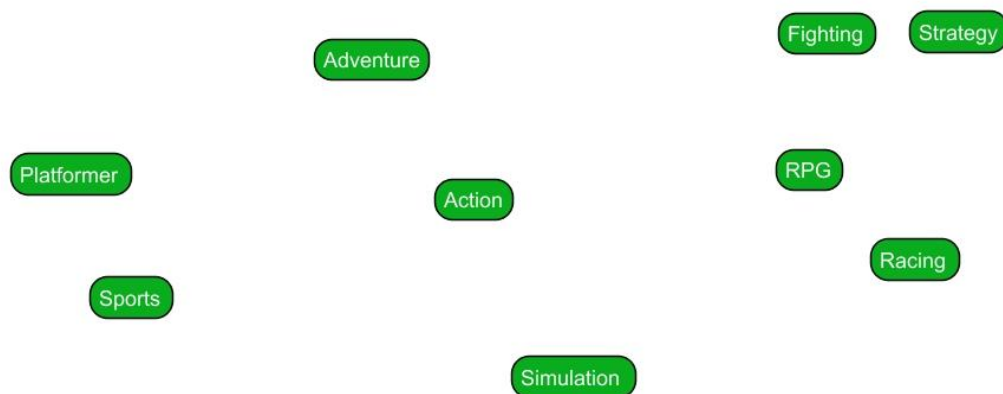 Fighting
Strategy
Adventure
Platformer
RPG
Action
Racing
Sports
Simulation